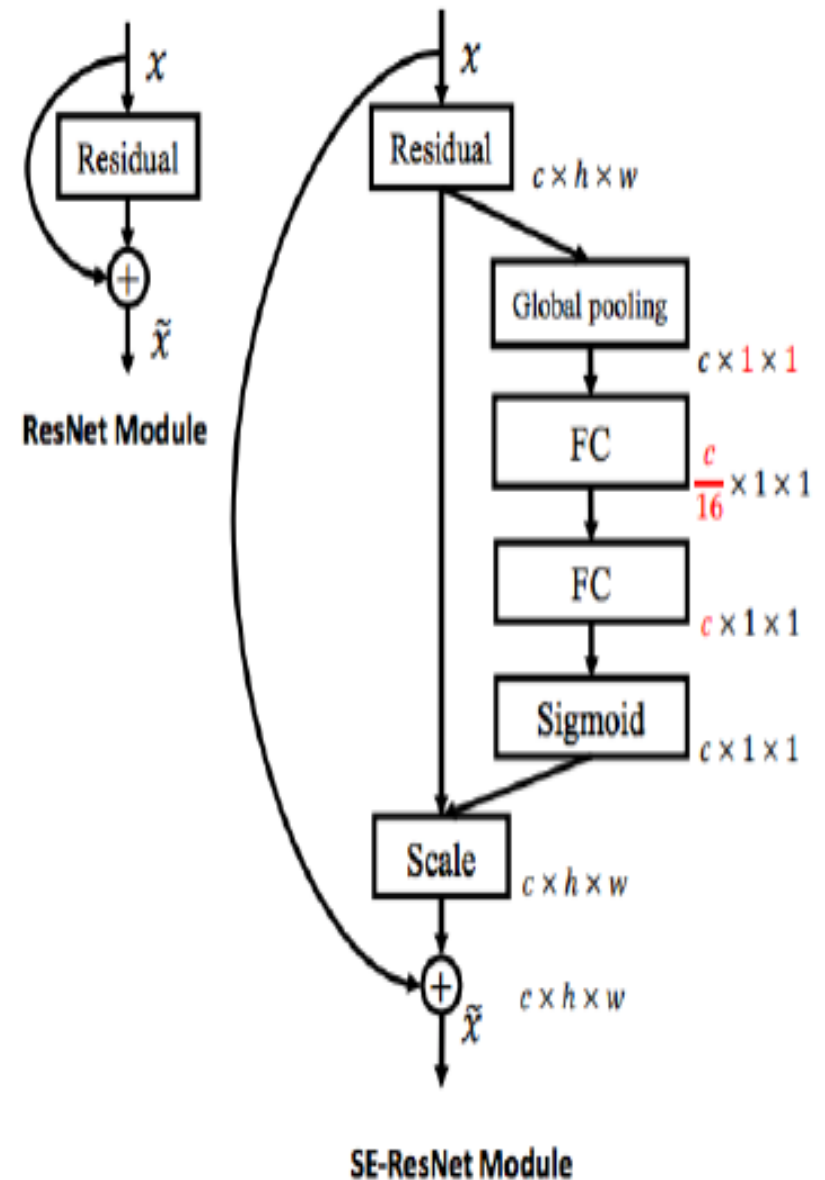 x
Residual
+
x̃
ResNet Module
x
Residual
c × h × w
Global pooling
c × 1 × 1
FC
c/16 × 1 × 1
FC
c × 1 × 1
Sigmoid
c × 1 × 1
Scale
c × h × w
+
c × h × w
x̃
SE-ResNet Module